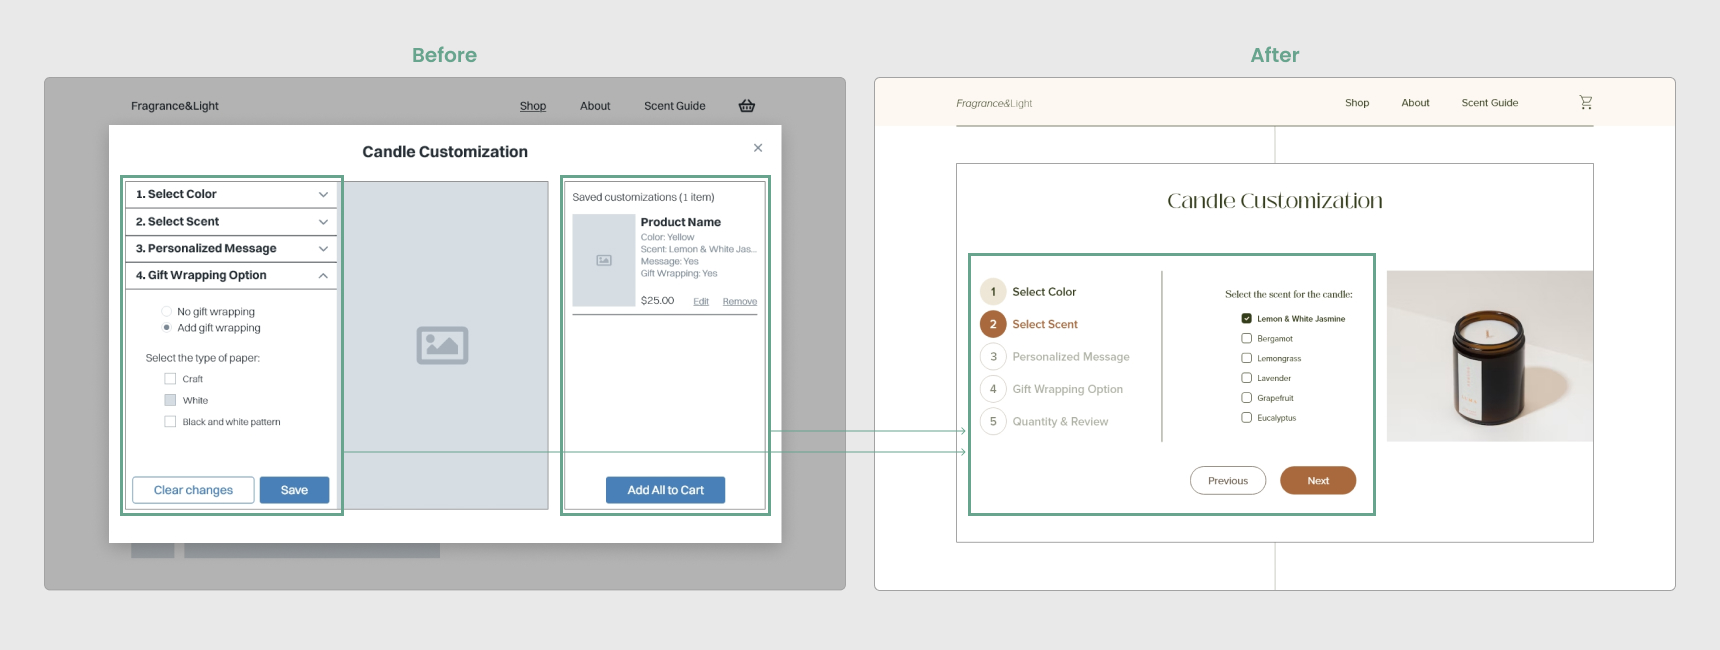 Before
Fragrance&Light
Shop
About
Scent Guide
Candle Customization
1. Select Color
2. Select Scent
3. Personalized Message
4. Gift Wrapping Option
No gift wrapping
Add gift wrapping
Select the type of paper:
Craft
White
Black and white pattern
Clear changes
Save
Saved customizations (1 item)
Product Name
Color: Yellow
Scent: Lemon & White Jas...
Message: Yes
Gift Wrapping: Yes
$25.00
Edit
Remove
Add All to Cart
After
Fragrance&Light
Shop
About
Scent Guide
Candle Customization
1 Select Color
2 Select Scent
3 Personalized Message
4 Gift Wrapping Option
5 Quantity & Review
Select the scent for the candle:
Lemon & White Jasmine
Bergamot
Lemongrass
Lavender
Grapefruit
Eucalyptus
Previous
Next